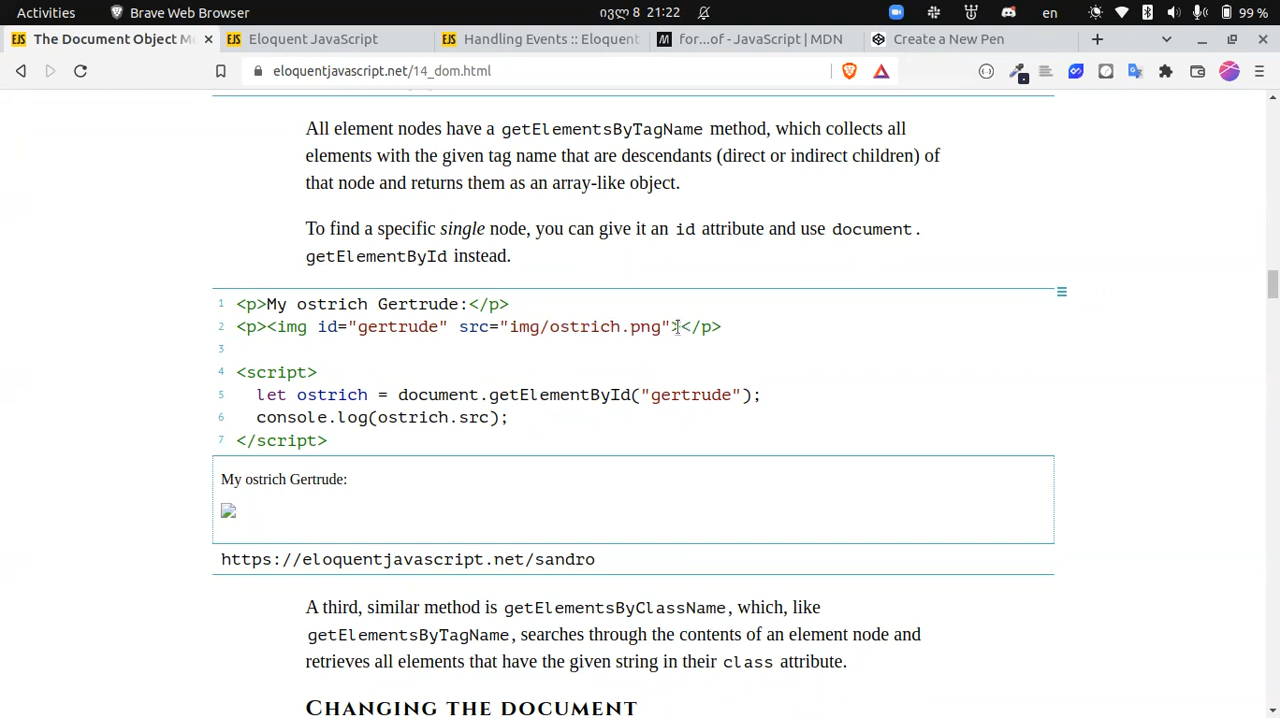 Activities
Brave Web Browser
ივლ 8 21:22
en
99 %
The Document Object Mo
Eloquent JavaScript
Handling Events :: Eloquent
for...of - JavaScript | MDN
Create a New Pen
eloquentjavascript.net/14_dom.html
All element nodes have a getElementsByTagName method, which collects all
elements with the given tag name that are descendants (direct or indirect children) of
that node and returns them as an array-like object.
To find a specific single node, you can give it an id attribute and use document.
getElementById instead.
1 <p>My ostrich Gertrude:</p>
2 <p><img id="gertrude" src="img/ostrich.png"></p>
3
4 <script>
5 let ostrich = document.getElementById("gertrude");
6 console.log(ostrich.src);
7 </script>
My ostrich Gertrude:
https://eloquentjavascript.net/sandro
A third, similar method is getElementsByClassName, which, like
getElementsByTagName, searches through the contents of an element node and
retrieves all elements that have the given string in their class attribute.
CHANGING THE DOCUMENT